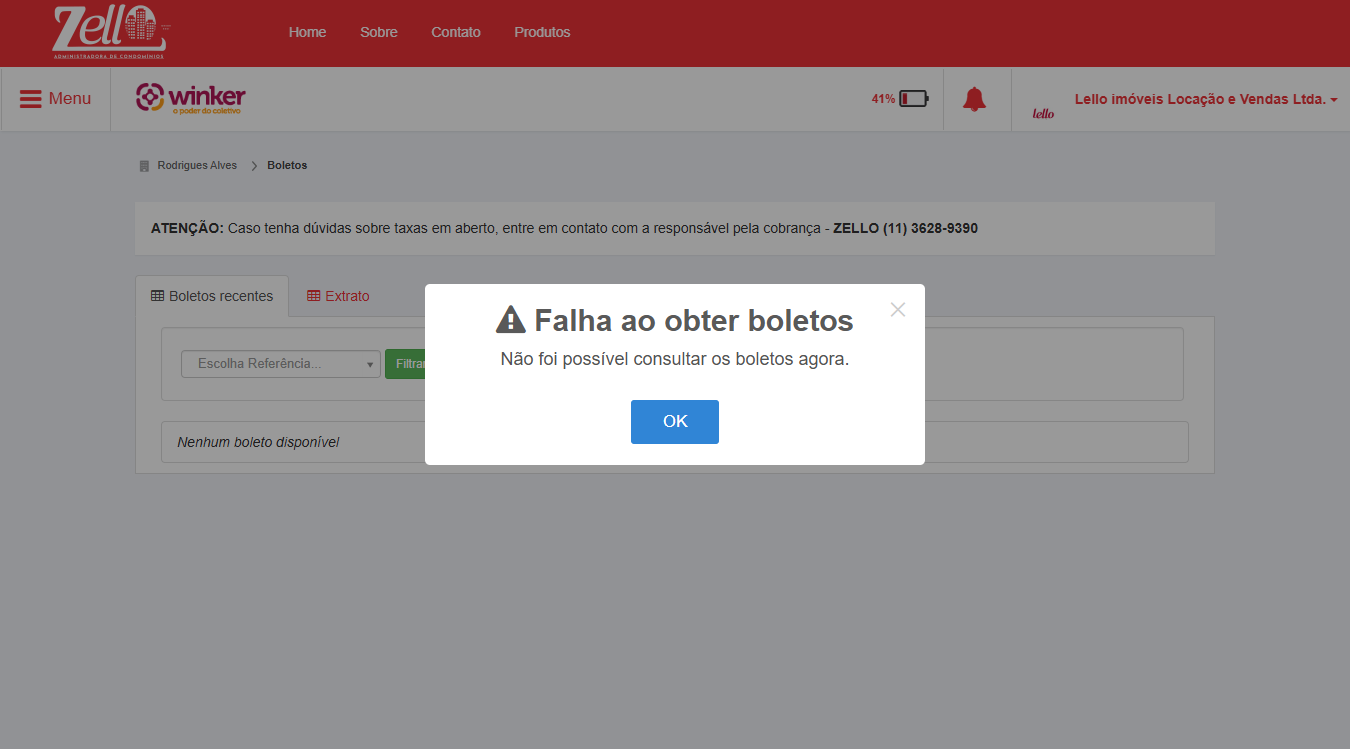 Zello
ADMINISTRADORA DE CONDOMÍNIOS
Home Sobre Contato Produtos
Menu
winker
o poder do coletivo
41%
lello
Lello imóveis Locação e Vendas Ltda.
Rodrigues Alves > Boletos
ATENÇÃO: Caso tenha dúvidas sobre taxas em aberto, entre em contato com a responsável pela cobrança - ZELLO (11) 3628-9390
Boletos recentes Extrato
Falha ao obter boletos
×
Não foi possível consultar os boletos agora.
OK
Escolha Referência... Filtrar
Nenhum boleto disponível